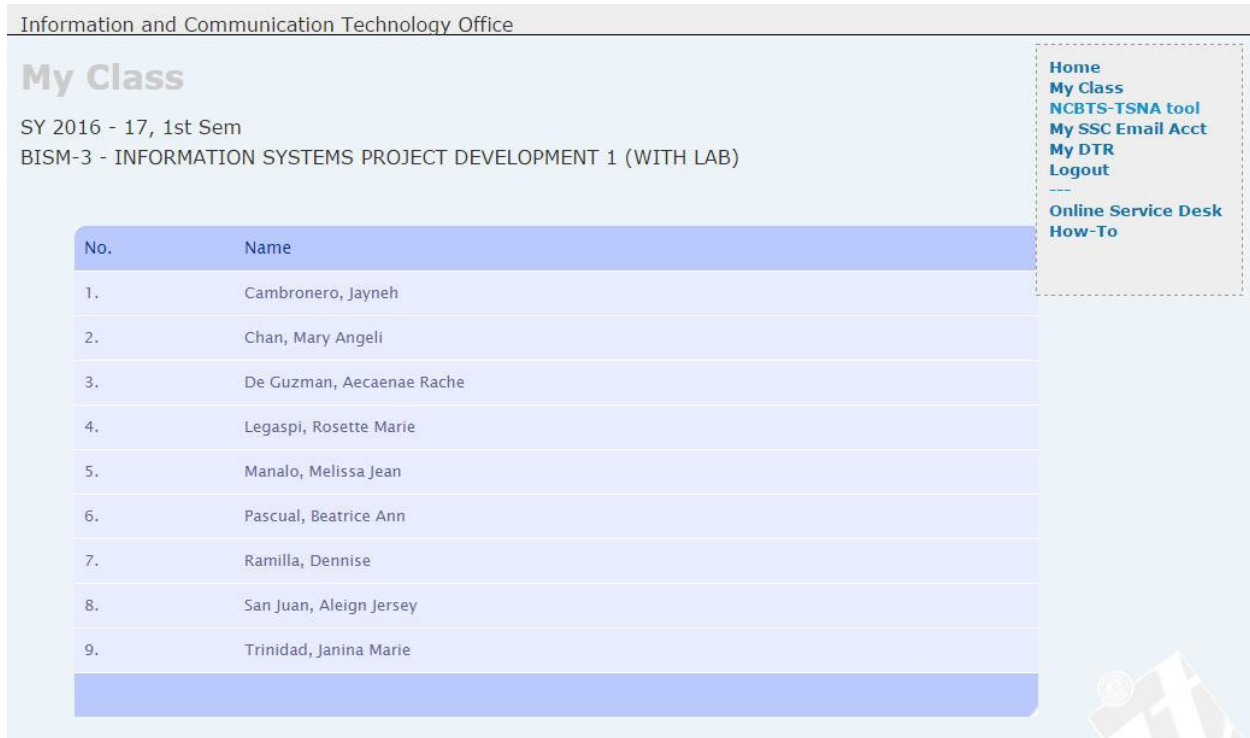 Information and Communication Technology Office
My Class
SY 2016 - 17, 1st Sem
BISM-3 - INFORMATION SYSTEMS PROJECT DEVELOPMENT 1 (WITH LAB)
No. Name
1. Cambronero, Jayneh
2. Chan, Mary Angeli
3. De Guzman, Aecaenae Rache
4. Legaspi, Rosette Marie
5. Manalo, Melissa Jean
6. Pascual, Beatrice Ann
7. Ramilla, Dennise
8. San Juan, Aleign Jersey
9. Trinidad, Janina Marie
Home
My Class
NCBTS-TSNA tool
My SSC Email Acct
My DTR
Logout
---
Online Service Desk
How-To